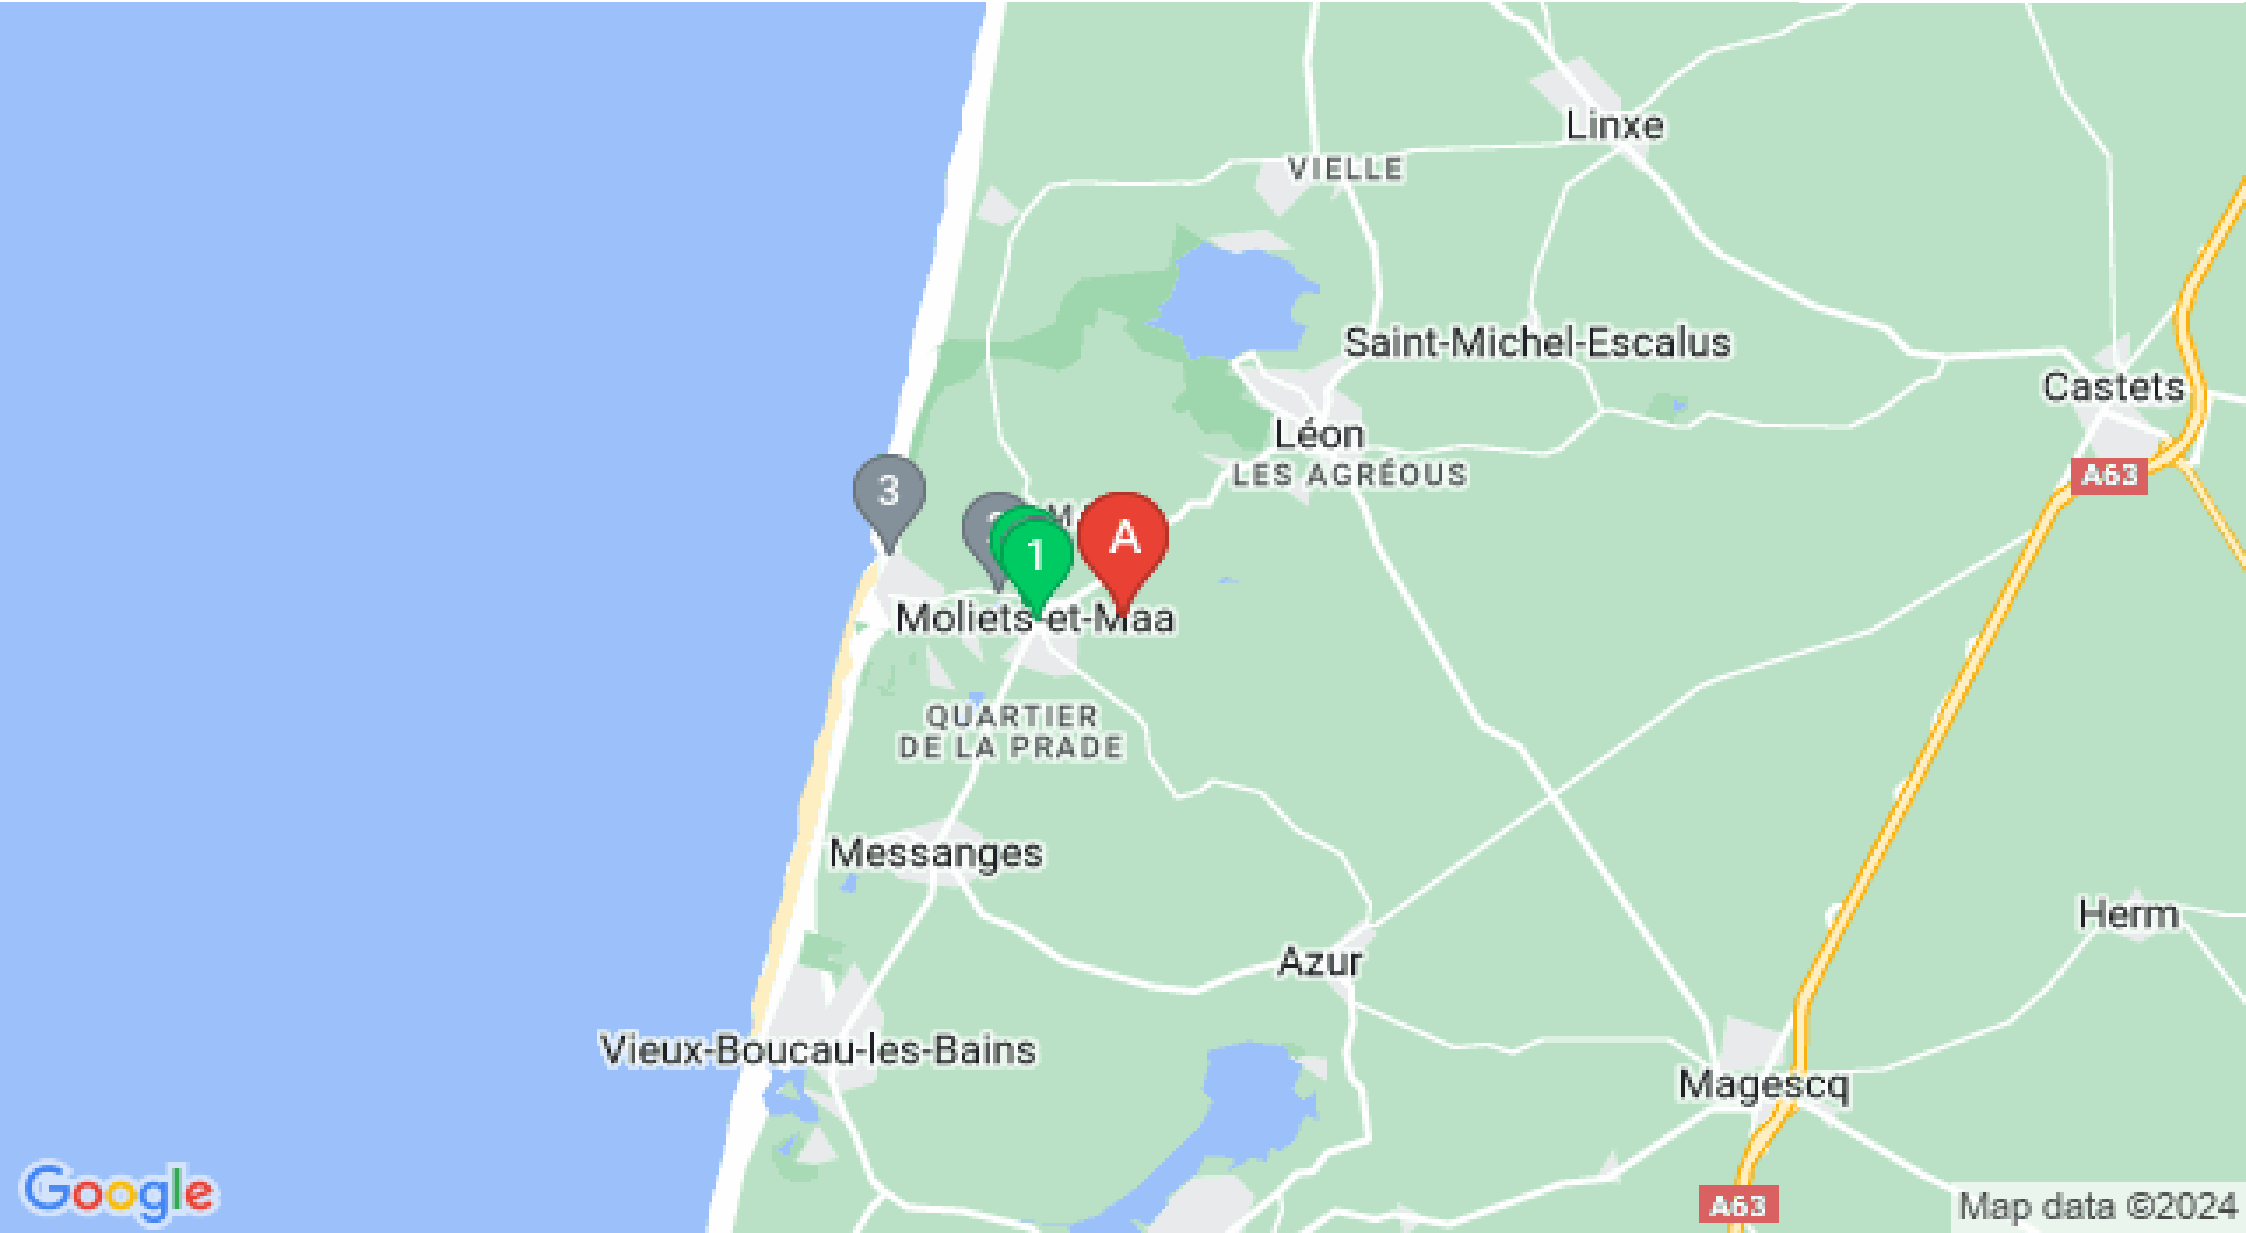 Linxe
VIELLE
Saint-Michel-Escalus
Castets
Léon
LES AGRÉOUS
A63
3
A
1
Moliets-et-Maa
QUARTIER
DE LA PRADE
Messanges
Herm
Azur
Vieux-Boucau-les-Bains
Magescq
Google
A63
Map data ©2024